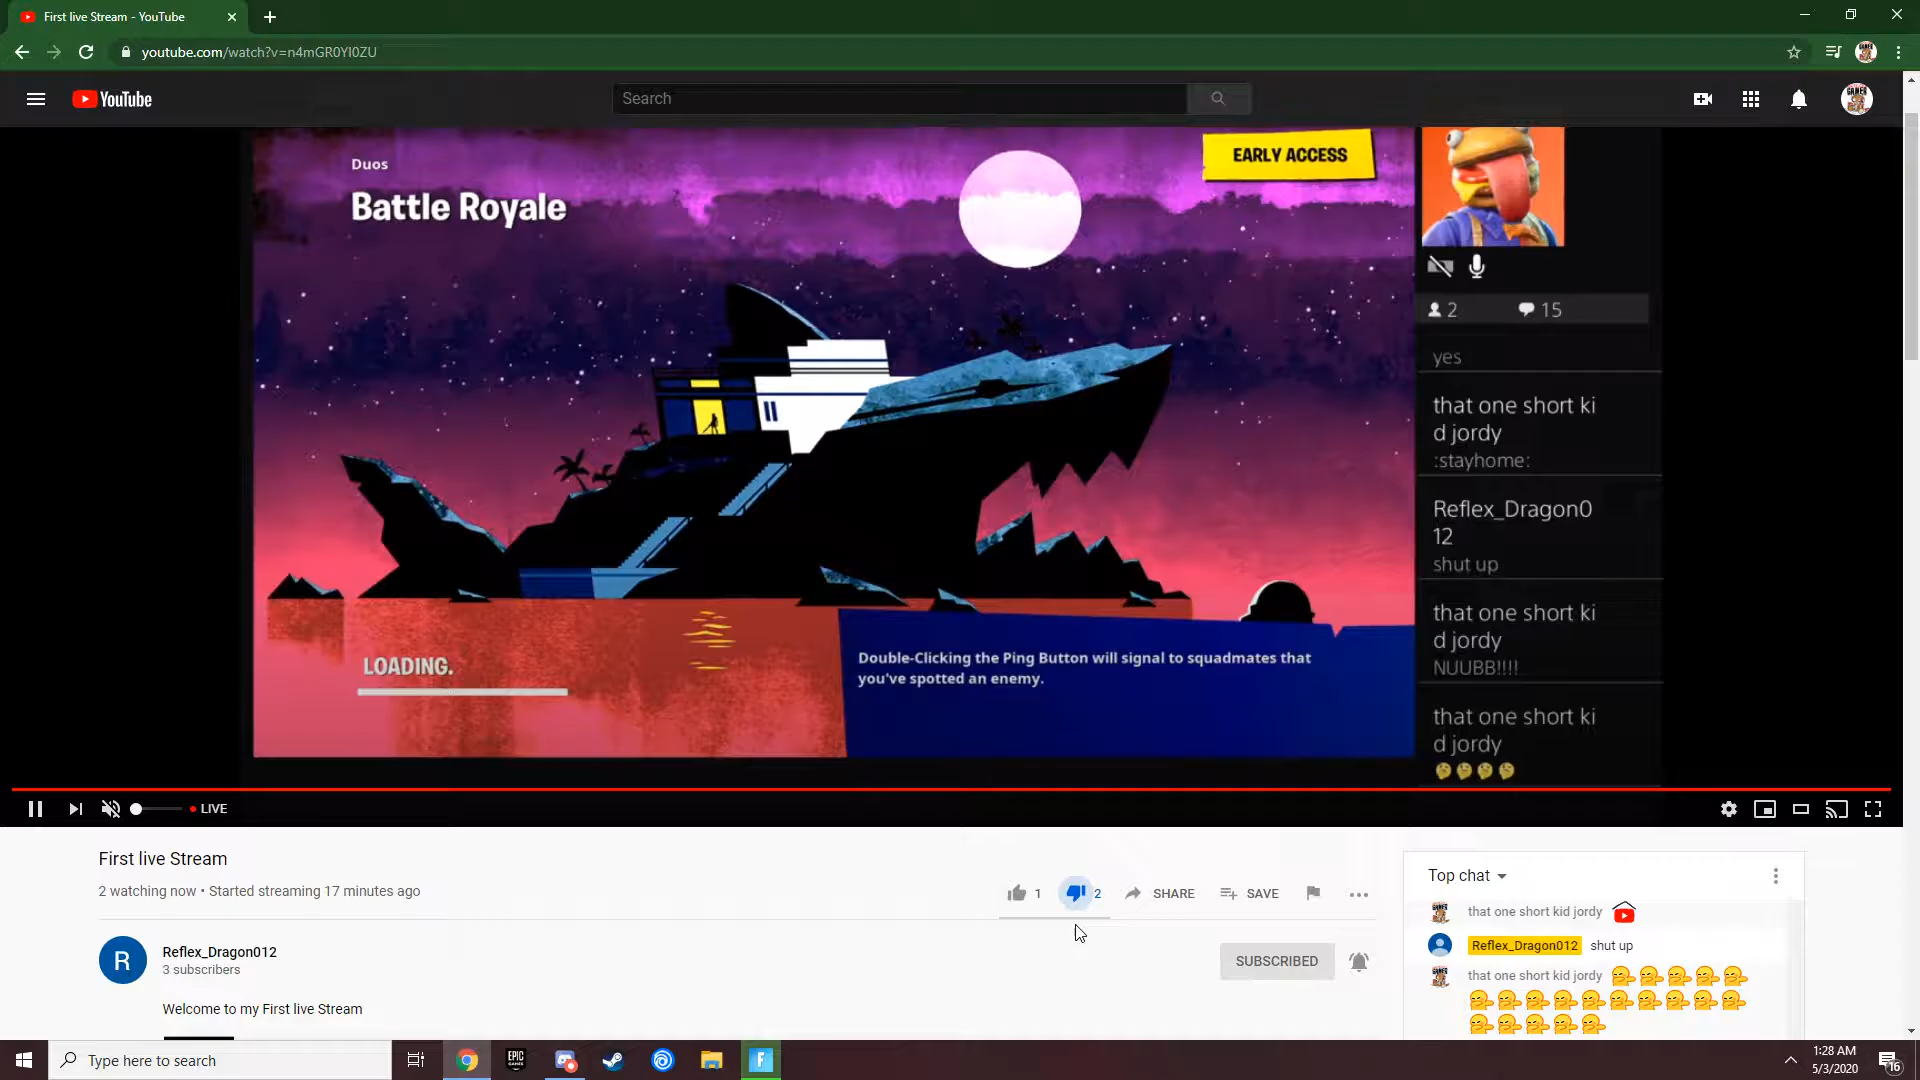 First live Stream - YouTube
youtube.com/watch?v=n4mGR0YI0ZU
YouTube
Search
GAMER
Duos
Battle Royale
EARLY ACCESS
2 15
yes
that one short ki
d jordy
:stayhome:
Reflex_Dragon0
12
shut up
that one short ki
d jordy
NUUBB!!!!
that one short ki
d jordy
🤔🤔🤔🤔
LOADING.
Double-Clicking the Ping Button will signal to squadmates that
you've spotted an enemy.
LIVE
First live Stream
2 watching now • Started streaming 17 minutes ago
1 2 SHARE SAVE
Reflex_Dragon012
3 subscribers
SUBSCRIBED
Welcome to my First live Stream
R
Top chat
that one short kid jordy
Reflex_Dragon012 shut up
that one short kid jordy
Type here to search
EPIC
GAMES
F
1:28 AM
5/3/2020
16